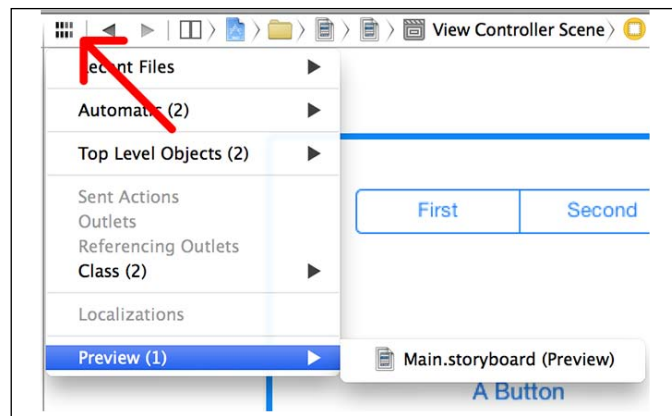 View Controller Scene
Recent Files
Automatic (2)
Top Level Objects (2)
Sent Actions
First
Second
Outlets
Referencing Outlets
Class (2)
Localizations
Preview (1)
Main.storyboard (Preview)
A Button